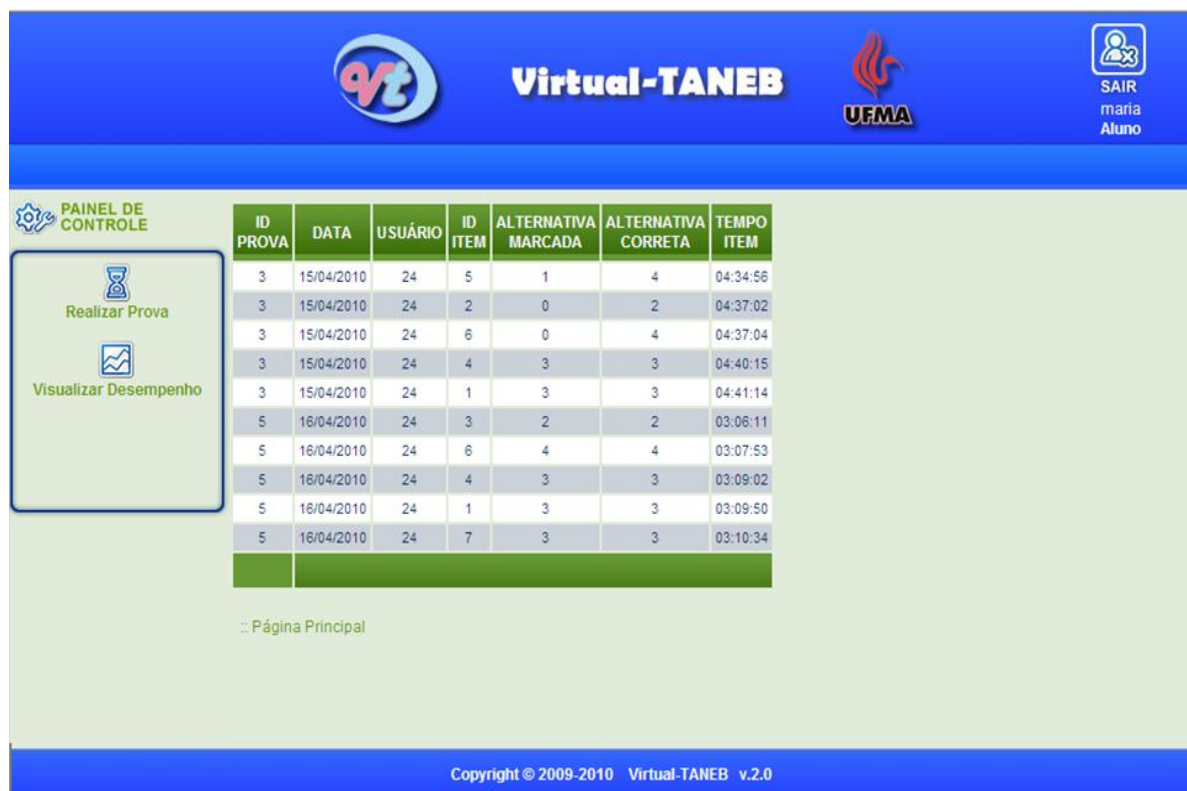 vt
Virtual-TANEB
UFMA
SAIR
maria
Aluno
PAINEL DE
CONTROLE
Realizar Prova
Visualizar Desempenho
ID PROVA DATA USUÁRIO ID ITEM ALTERNATIVA MARCADA ALTERNATIVA CORRETA TEMPO ITEM
3 15/04/2010 24 5 1 4 04:34:56
3 15/04/2010 24 2 0 2 04:37:02
3 15/04/2010 24 6 0 4 04:37:04
3 15/04/2010 24 4 3 3 04:40:15
3 15/04/2010 24 1 3 3 04:41:14
5 16/04/2010 24 3 2 2 03:06:11
5 16/04/2010 24 6 4 4 03:07:53
5 16/04/2010 24 4 3 3 03:09:02
5 16/04/2010 24 1 3 3 03:09:50
5 16/04/2010 24 7 3 3 03:10:34
:: Página Principal
Copyright © 2009-2010 Virtual-TANEB v.2.0